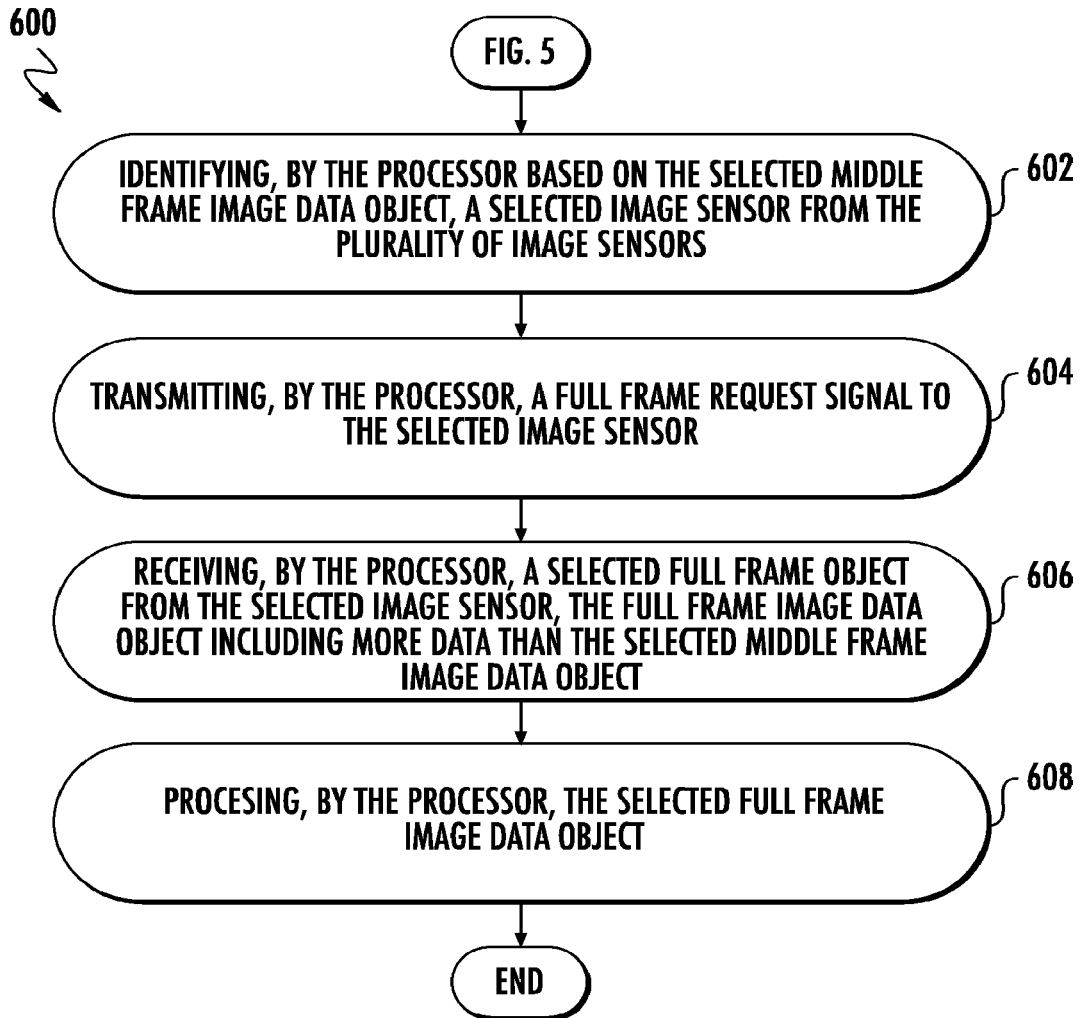 600
FIG. 5
IDENTIFYING, BY THE PROCESSOR BASED ON THE SELECTED MIDDLE
FRAME IMAGE DATA OBJECT, A SELECTED IMAGE SENSOR FROM THE
PLURALITY OF IMAGE SENSORS
602
TRANSMITTING, BY THE PROCESSOR, A FULL FRAME REQUEST SIGNAL TO
THE SELECTED IMAGE SENSOR
604
RECEIVING, BY THE PROCESSOR, A SELECTED FULL FRAME OBJECT
FROM THE SELECTED IMAGE SENSOR, THE FULL FRAME IMAGE DATA
OBJECT INCLUDING MORE DATA THAN THE SELECTED MIDDLE FRAME
IMAGE DATA OBJECT
606
PROCESING, BY THE PROCESSOR, THE SELECTED FULL FRAME
IMAGE DATA OBJECT
608
END